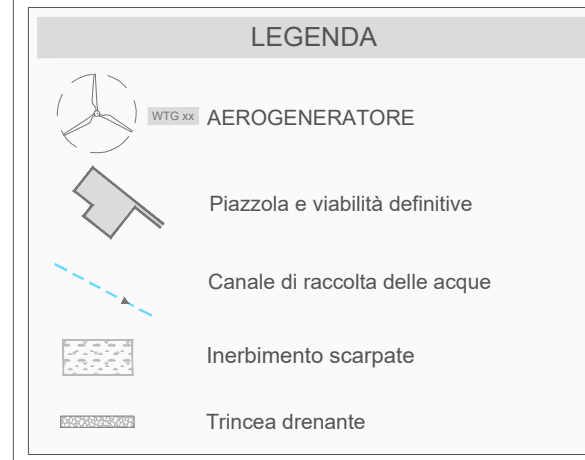 LEGENDA
WTG xx AEROGENERATORE
Piazzola e viabilità definitive
Canale di raccolta delle acque
Inerbimento scarpate
Trincea drenante